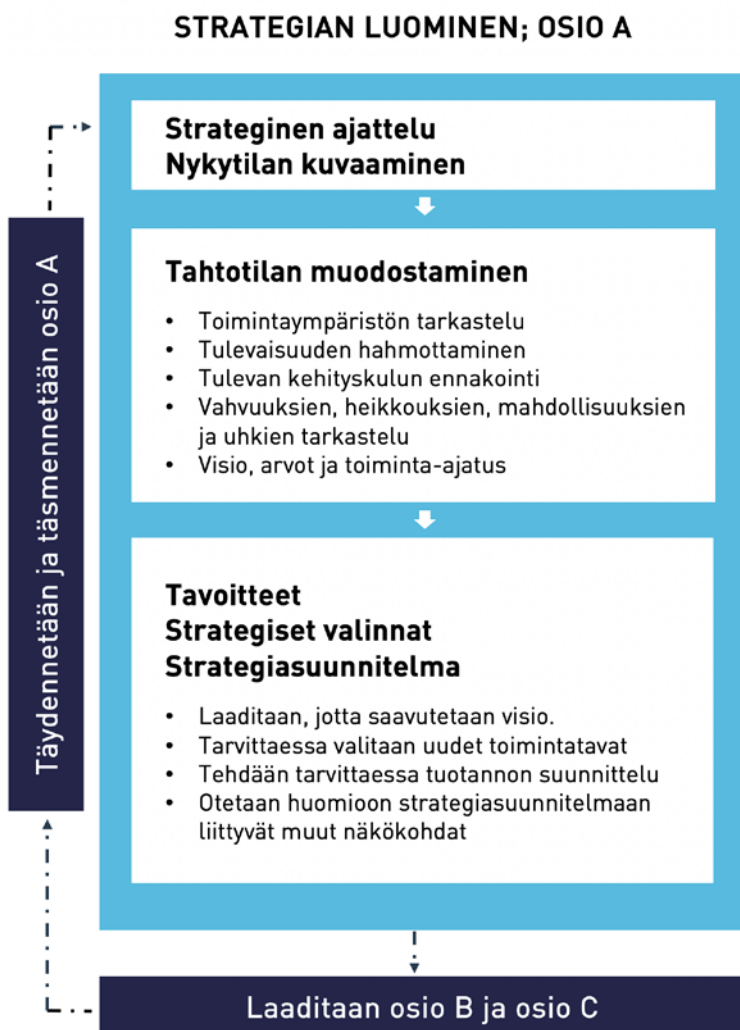 STRATEGIAN LUOMINEN; OSIO A
Strateginen ajattelu
Nykytilan kuvaaminen
Tahtotilan muodostaminen
• Toimintaympäristön tarkastelu
• Tulevaisuuden hahmottaminen
• Tulevan kehityskulun ennakointi
• Vahvuuksien, heikkouksien, mahdollisuuksien
ja uhkien tarkastelu
• Visio, arvot ja toiminta-ajatus
Tavoitteet
Strategiset valinnat
Strategiasuunnitelma
• Laaditaan, jotta saavutetaan visio.
• Tarvittaessa valitaan uudet toimintatavat
• Tehdään tarvittaessa tuotannon suunnittelu
• Otetaan huomioon strategiasuunnitelmaan
liittyvät muut näkökohdat
Laaditaan osio B ja osio C
Täydennetään ja täsmennetään osio A